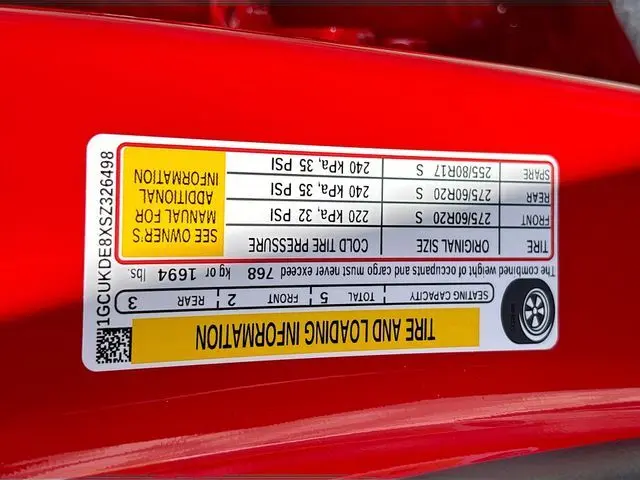 TIRE AND LOADING INFORMATION
SEATING CAPACITY TOTAL 5 FRONT 2 REAR 3
The combined weight of occupants and cargo must never exceed 768 kg or 1694 lbs.
TIRE ORIGINAL SIZE COLD TIRE PRESSURE
FRONT 275/60R20 S 220 kPa, 32 PSI
REAR 275/60R20 S 240 kPa, 35 PSI
SPARE 255/80R17 S 240 kPa, 35 PSI
SEE OWNER'S
MANUAL FOR
ADDITIONAL
INFORMATION
1GCUKDE8XSZ326498